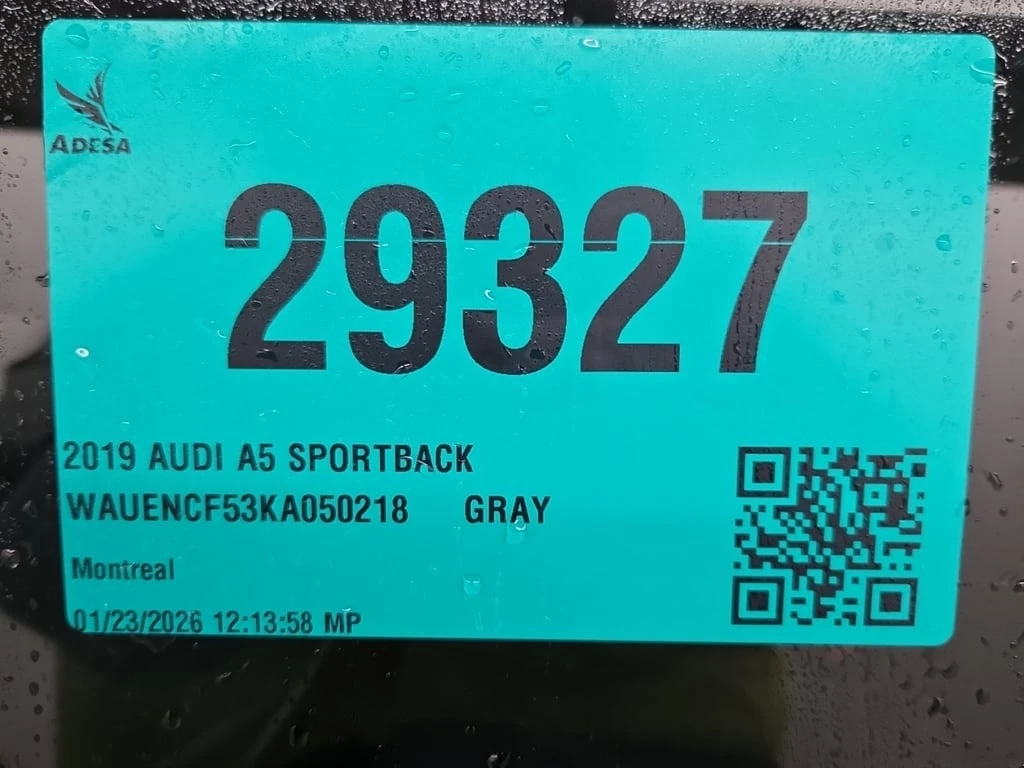 ADESA
29327
2019 AUDI A5 SPORTBACK
WAUENCF53KA050218 GRAY
Montreal
01/23/2026 12:13:58 MP